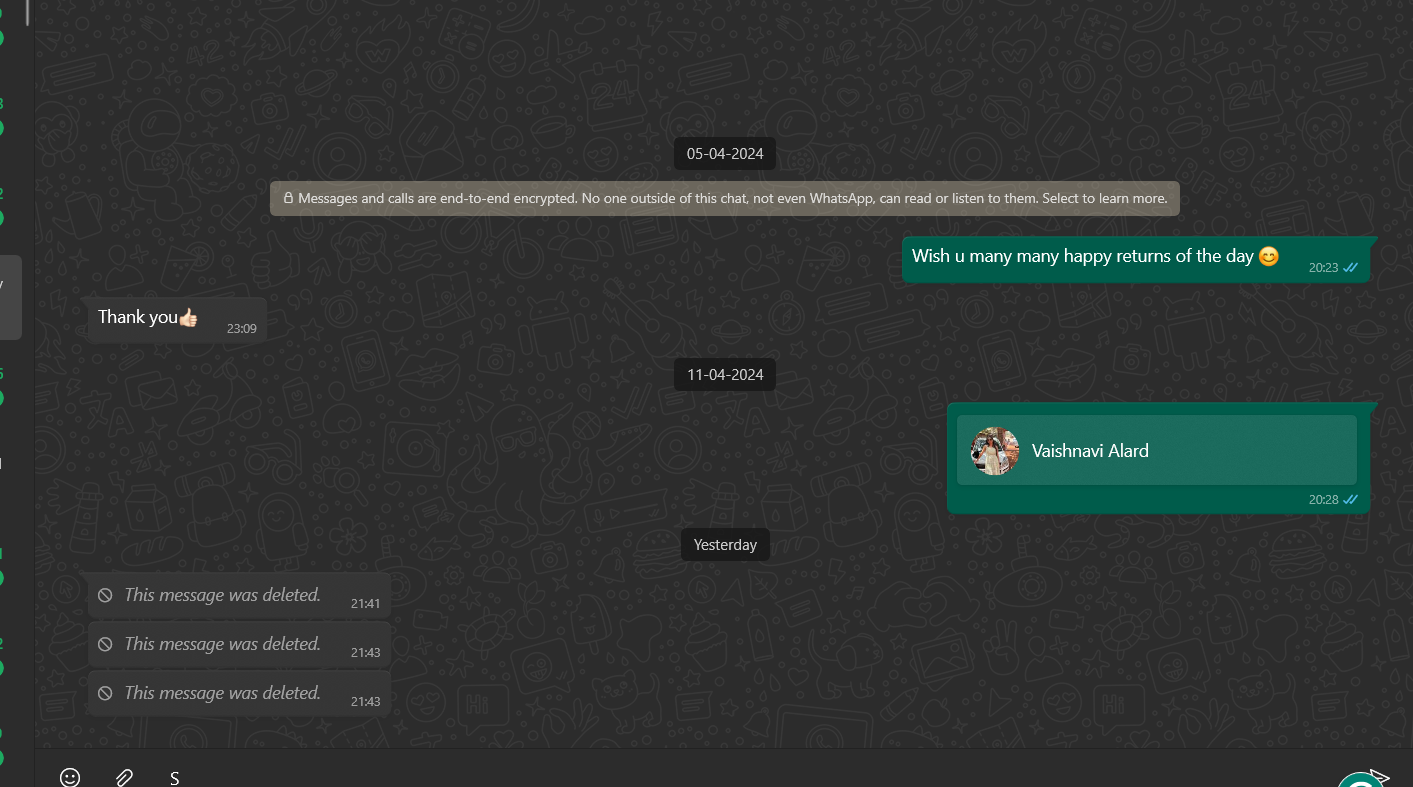 05-04-2024
Messages and calls are end-to-end encrypted. No one outside of this chat, not even WhatsApp, can read or listen to them. Select to learn more.
Wish u many many happy returns of the day 😊
20:23
Thank you👍🏻
23:09
11-04-2024
Vaishnavi Alard
20:28
Yesterday
This message was deleted.
21:41
This message was deleted.
21:43
This message was deleted.
21:43
S